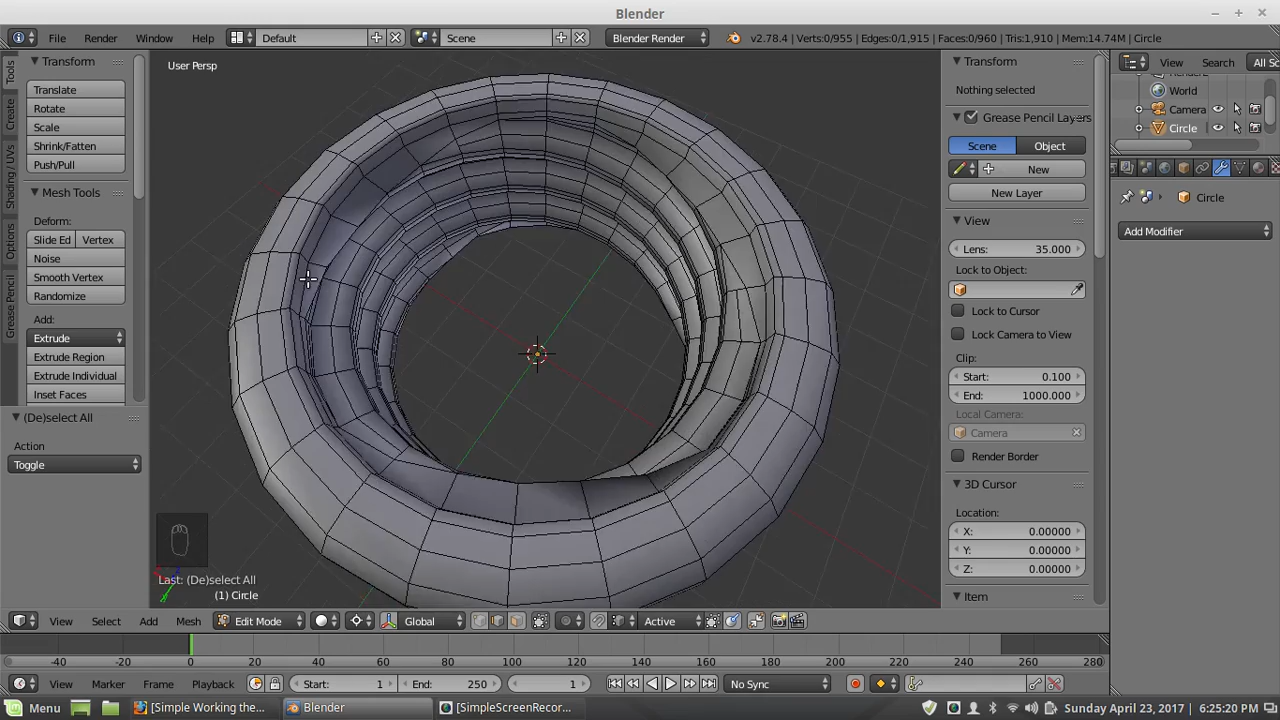 Blender
File Render Window Help Default Scene Blender Render v2.78.4 | Verts:0/955 | Edges:0/1,915 | Faces:0/960 | Tris:1,910 | Mem:14.74M | Circle
View Search All Sc
User Persp
Tools
Create
Shading / UVs
Options
Grease Pencil
Transform
Translate
Rotate
Scale
Shrink/Fatten
Push/Pull
Mesh Tools
Deform:
Slide Ed Vertex
Noise
Smooth Vertex
Randomize
Add:
Extrude
Extrude Region
Extrude Individual
Inset Faces
(De)select All
Action
Toggle
Last: (De)select All
(1) Circle
Transform
Nothing selected
Grease Pencil Layers
Scene Object
New
New Layer
View
Lens: 35.000
Lock to Object:
Lock to Cursor
Lock Camera to View
Clip:
Start: 0.100
End: 1000.000
Local Camera:
Camera
Render Border
3D Cursor
Location:
X: 0.00000
Y: 0.00000
Z: 0.00000
Item
World
Camera
Circle
Circle
Add Modifier
View Select Add Mesh Edit Mode Global Active
-40 -20 0 20 40 60 80 100 120 140 160 180 200 220 240 260 280
View Marker Frame Playback Start: 1 End: 250 1 No Sync
Menu [Simple Working the... Blender [SimpleScreenRecor... Sunday April 23, 2017 6:25:20 PM